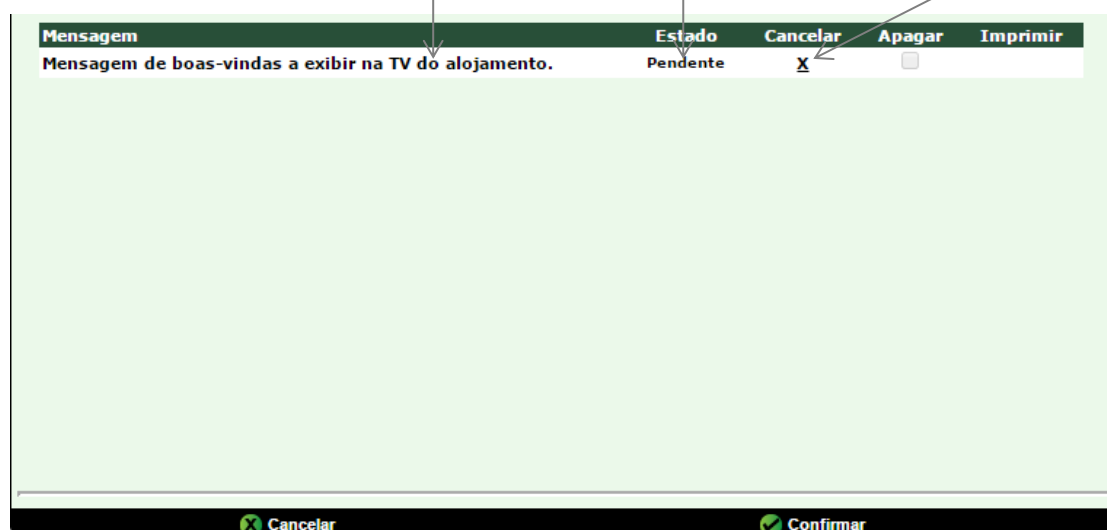 Mensagem Estado Cancelar Apagar Imprimir
Mensagem de boas-vindas a exibir na TV do alojamento. Pendente X
Cancelar Confirmar